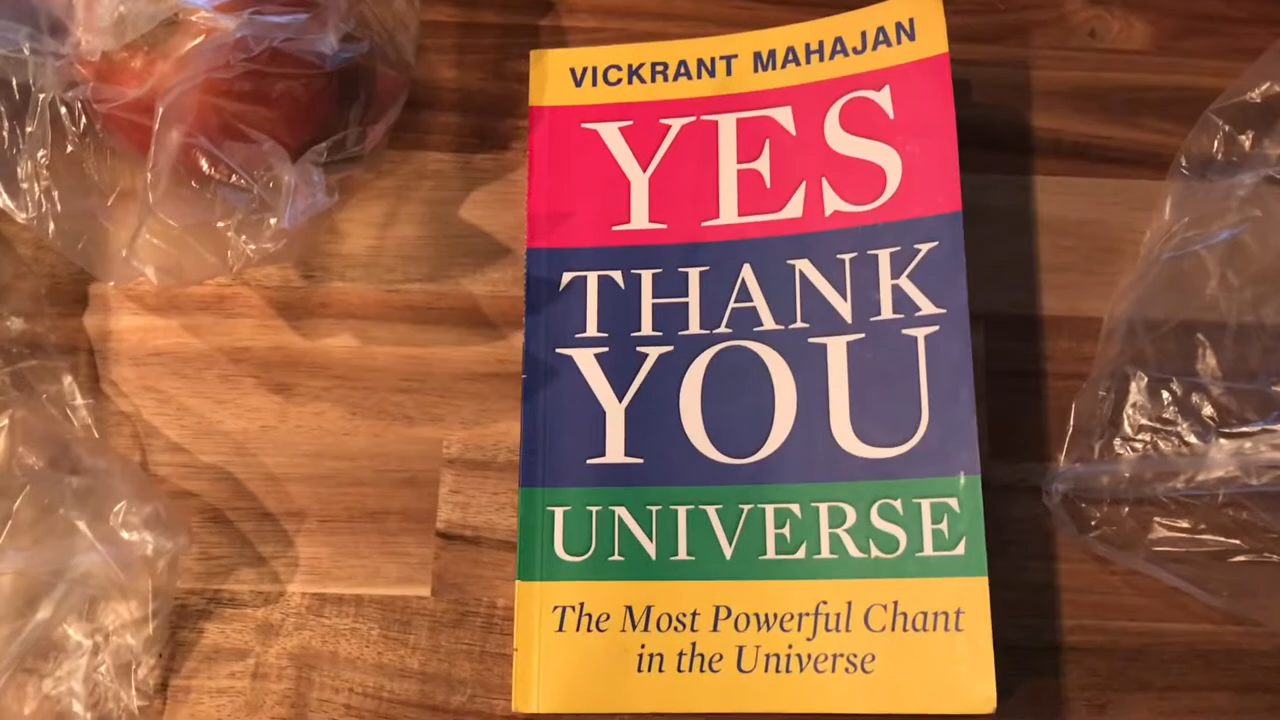 VICKRANT MAHAJAN
YES
THANK
YOU
UNIVERSE
The Most Powerful Chant
in the Universe